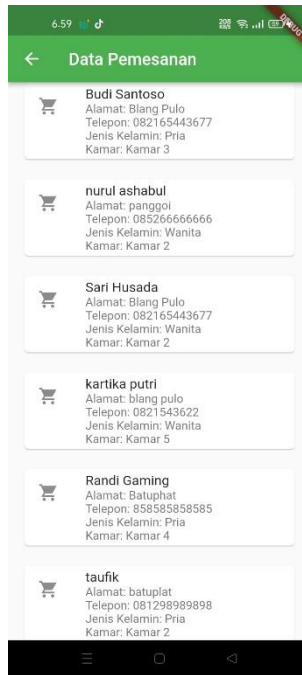 6.59
DEBUG
Data Pemesanan
Budi Santoso
Alamat: Blang Pulo
Telepon: 082165443677
Jenis Kelamin: Pria
Kamar: Kamar 3
nurul ashabul
Alamat: panggoi
Telepon: 085266666666
Jenis Kelamin: Wanita
Kamar: Kamar 2
Sari Husada
Alamat: Blang Pulo
Telepon: 082165443677
Jenis Kelamin: Wanita
Kamar: Kamar 2
kartika putri
Alamat: blang pulo
Telepon: 0821543622
Jenis Kelamin: Wanita
Kamar: Kamar 5
Randi Gaming
Alamat: Batuphat
Telepon: 858585858585
Jenis Kelamin: Pria
Kamar: Kamar 4
taufik
Alamat: batuplat
Telepon: 081298989898
Jenis Kelamin: Pria
Kamar: Kamar 2